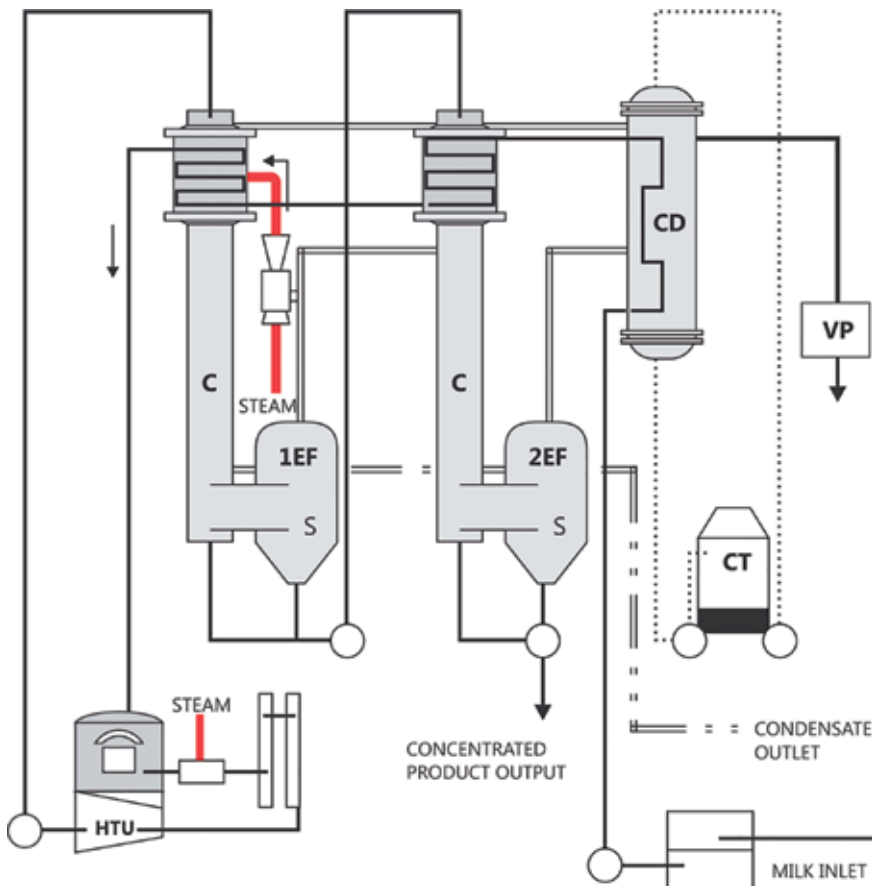 CD
VP
C
C
STEAM
1EF
2EF
S
S
CT
STEAM
CONCENTRATED
PRODUCT OUTPUT
CONDENSATE
OUTLET
HTU
MILK INLET